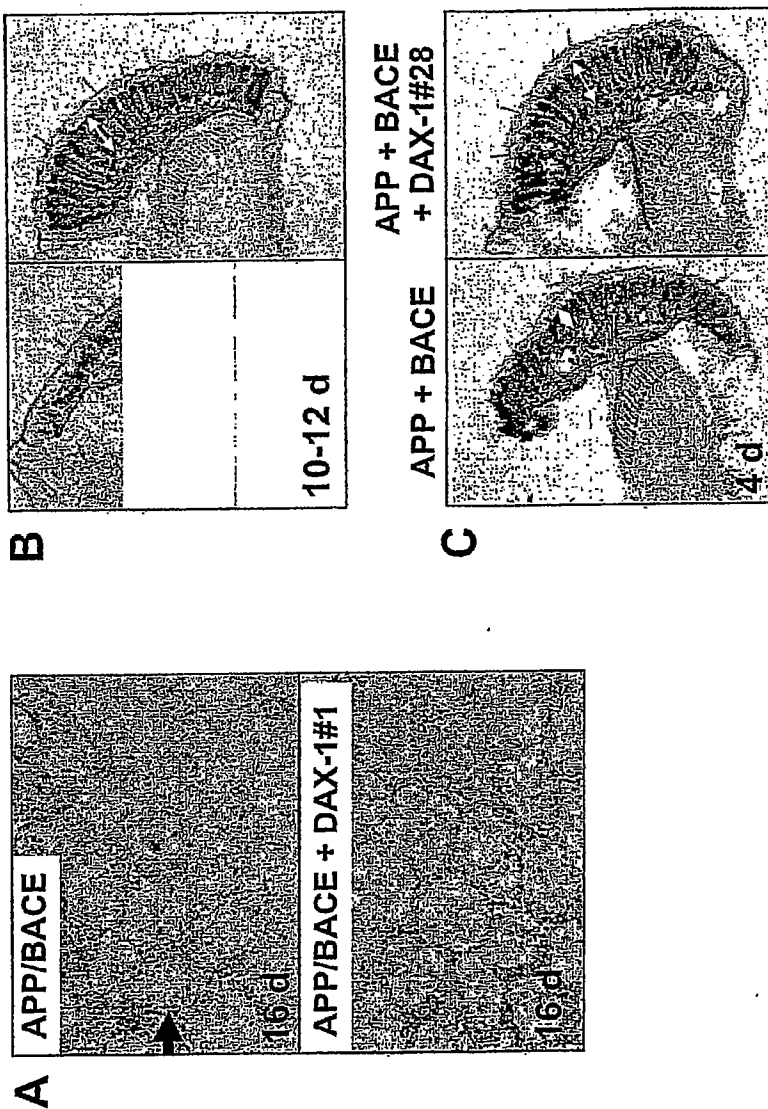 A
APP/BACE
16 d
APP/BACE + DAX-1#1
16 d
B
10-12 d
C
APP + BACE
APP + BACE
+ DAX-1#28
4 d